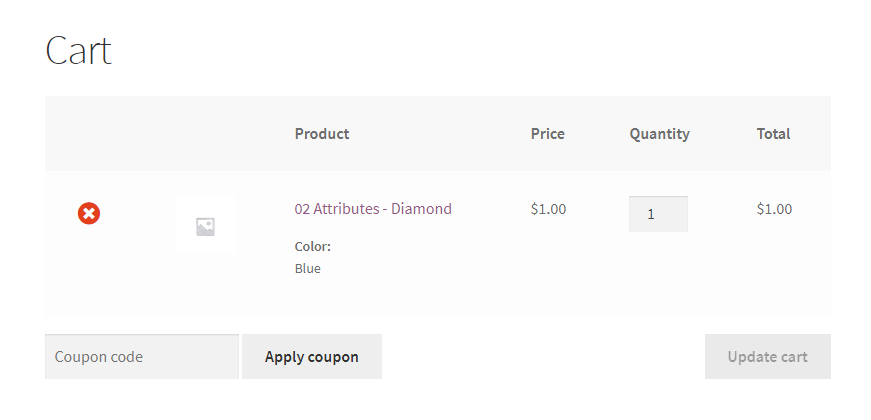 Cart
Product Price Quantity Total
02 Attributes - Diamond $1.00 1 $1.00
Color:
Blue
Coupon code Apply coupon Update cart